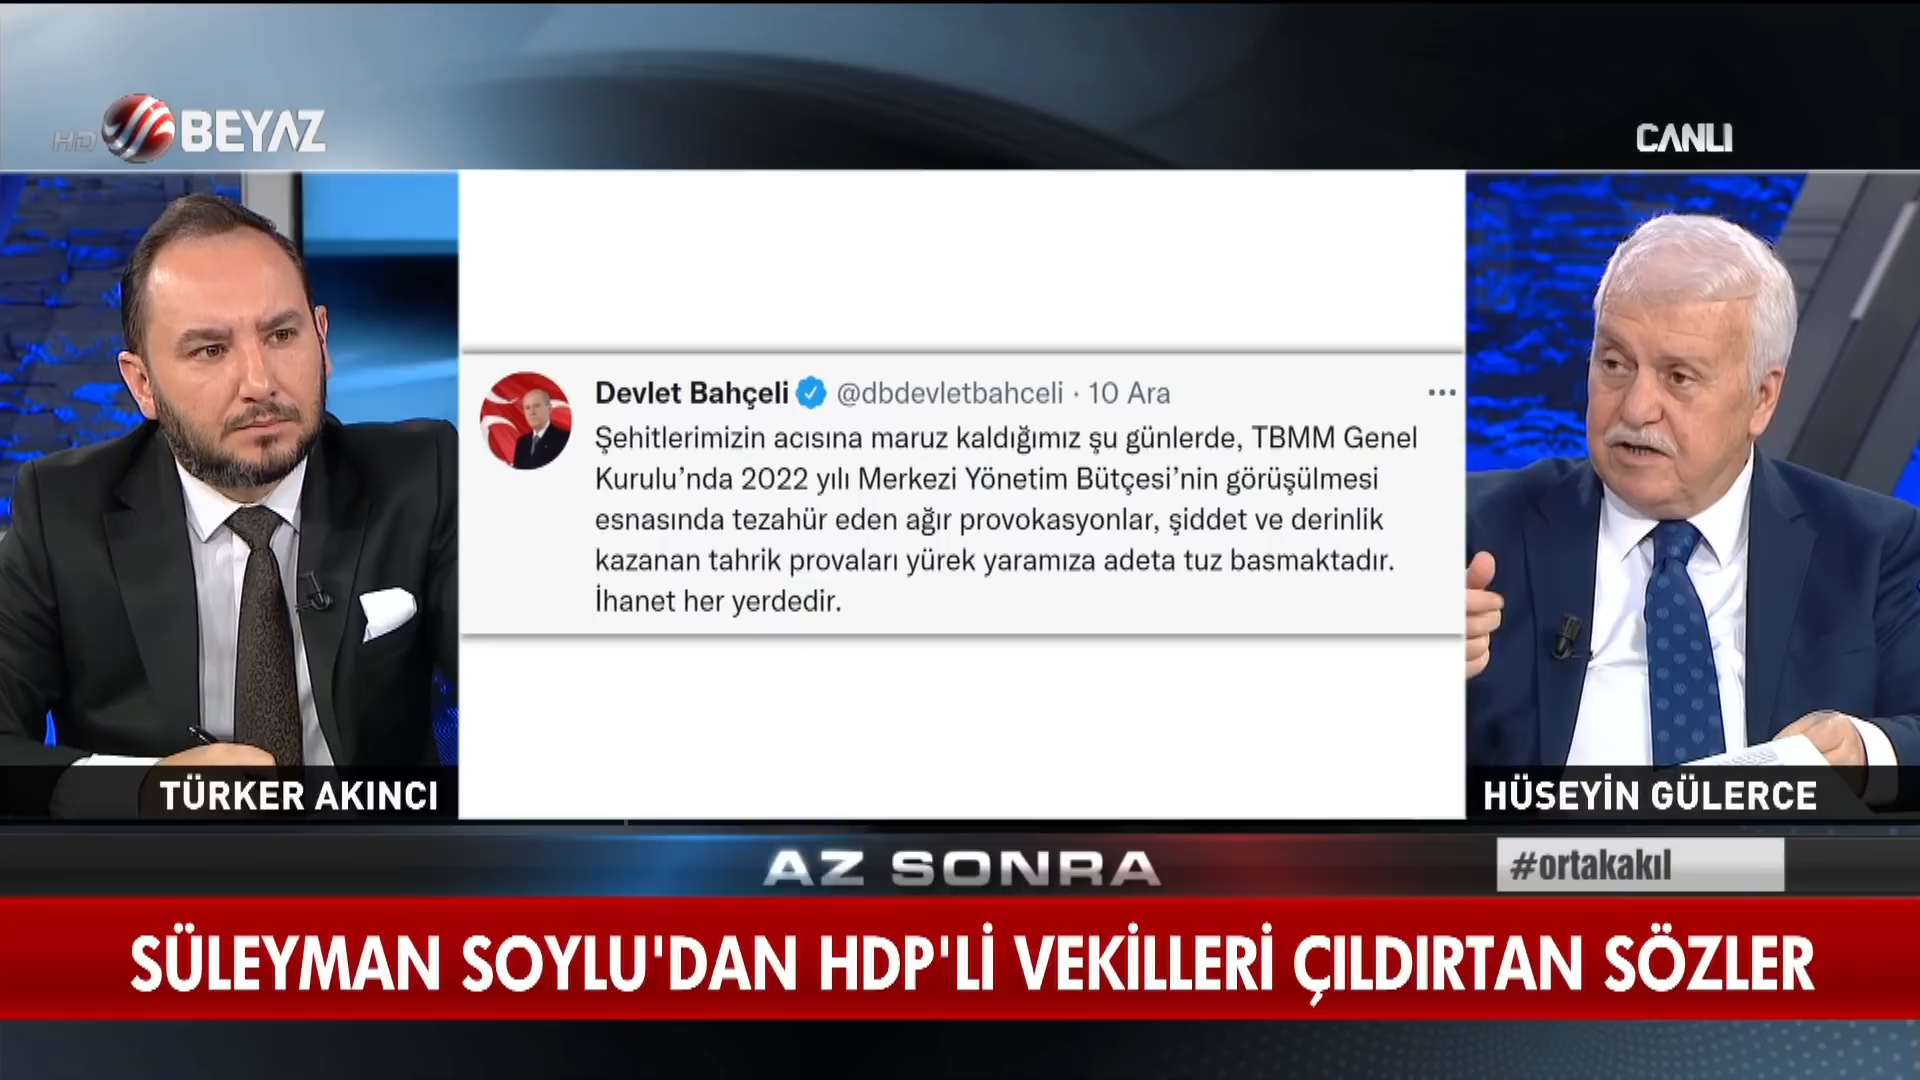 HD BEYAZ
CANLI
Devlet Bahçeli @dbdevletbahceli · 10 Ara
Şehitlerimizin acısına maruz kaldığımız şu günlerde, TBMM Genel
Kurulu’nda 2022 yılı Merkezi Yönetim Bütçesi’nin görüşülmesi
esnasında tezahür eden ağır provokasyonlar, şiddet ve derinlik
kazanan tahrik provaları yürek yaramıza adeta tuz basmaktadır.
İhanet her yerdedir.
TÜRKER AKINCI
HÜSEYİN GÜLERCE
AZ SONRA
#ortakakıl
SÜLEYMAN SOYLU'DAN HDP'Lİ VEKİLLERİ ÇILDIRTAN SÖZLER